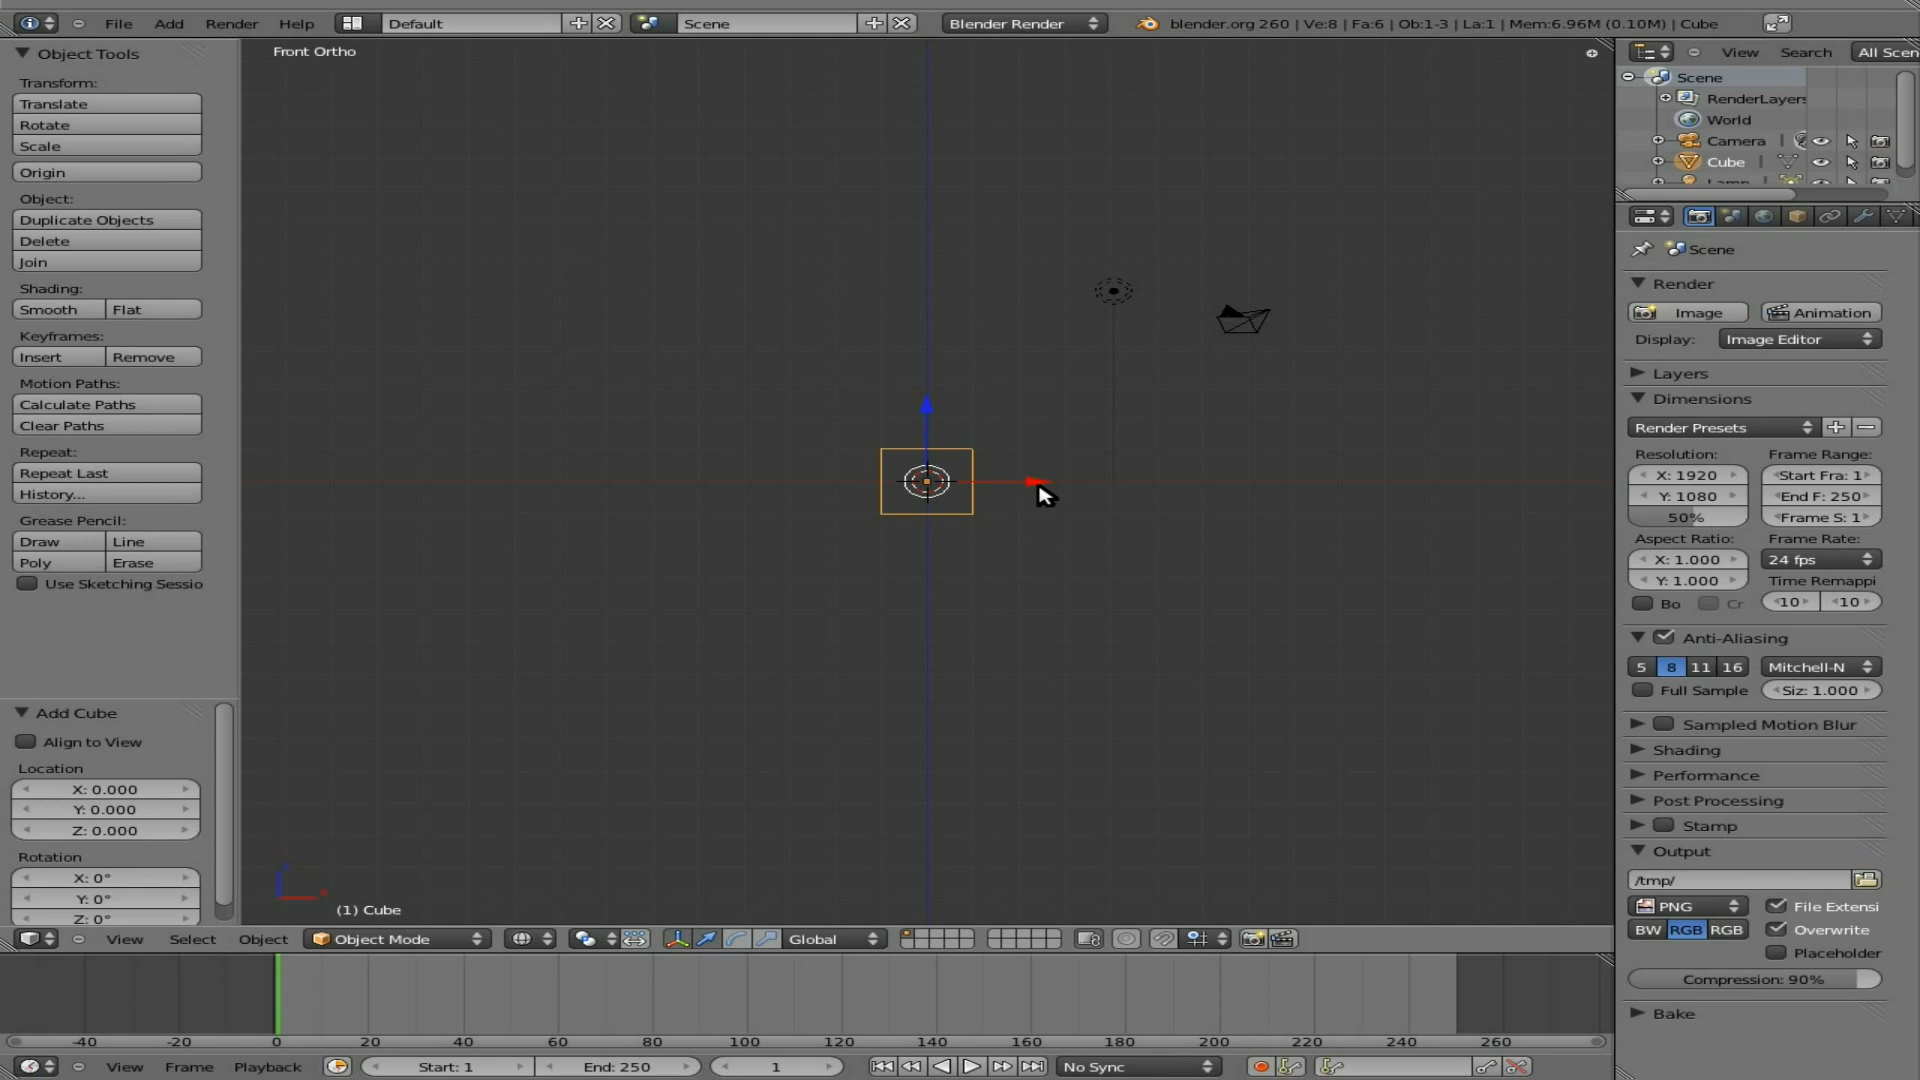 File Add Render Help Default Scene Blender Render blender.org 260 | Ve:8 | Fa:6 | Ob:1-3 | La:1 | Mem:6.96M (0.10M) | Cube
Object Tools
Transform:
Translate
Rotate
Scale
Origin
Object:
Duplicate Objects
Delete
Join
Shading:
Smooth Flat
Keyframes:
Insert Remove
Motion Paths:
Calculate Paths
Clear Paths
Repeat:
Repeat Last
History...
Grease Pencil:
Draw Line
Poly Erase
Use Sketching Sessio
Add Cube
Align to View
Location
X: 0.000
Y: 0.000
Z: 0.000
Rotation
X: 0°
Y: 0°
Z: 0°
Front Ortho
(1) Cube
View Select Object Object Mode Global
-40 -20 0 20 40 60 80 100 120 140 160 180 200 220 240 260
View Frame Playback Start: 1 End: 250 1 No Sync
View Search All Scen
Scene
RenderLayers
World
Camera
Cube
Lamp
Scene
Render
Image Animation
Display: Image Editor
Layers
Dimensions
Render Presets
Resolution: Frame Range:
X: 1920 Start Fra: 1
Y: 1080 End F: 250
50% Frame S: 1
Aspect Ratio: Frame Rate:
X: 1.000 24 fps
Y: 1.000 Time Remappi
Bo Cr 10 10
Anti-Aliasing
5 8 11 16 Mitchell-N
Full Sample Siz: 1.000
Sampled Motion Blur
Shading
Performance
Post Processing
Stamp
Output
/tmp/
PNG File Extensi
BW RGB RGB Overwrite
Placeholder
Compression: 90%
Bake